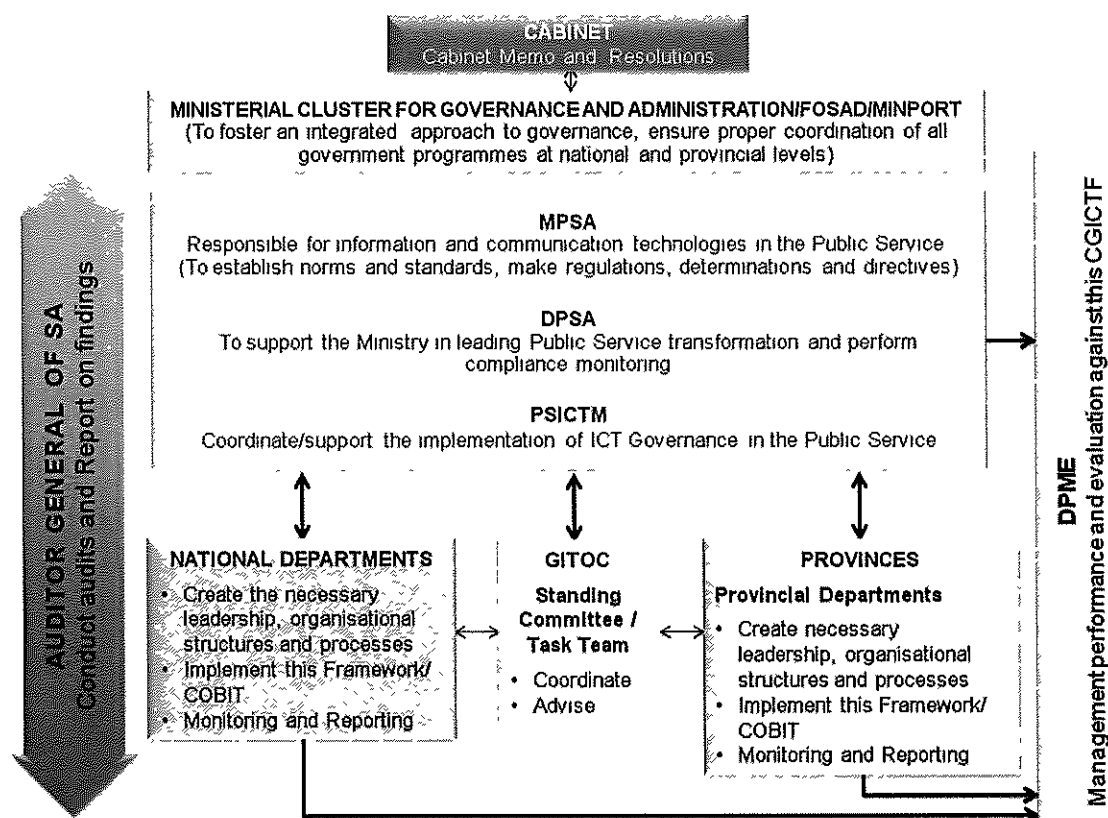 CABINET
Cabinet Memo and Resolutions
MINISTERIAL CLUSTER FOR GOVERNANCE AND ADMINISTRATION/FOSAD/MINPORT
(To foster an integrated approach to governance, ensure proper coordination of all
government programmes at national and provincial levels)
MPSA
Responsible for information and communication technologies in the Public Service
(To establish norms and standards, make regulations, determinations and directives)
DPSA
To support the Ministry in leading Public Service transformation and perform
compliance monitoring
PSICTM
Coordinate/support the implementation of ICT Governance in the Public Service
AUDITOR GENERAL OF SA
Conduct audits and Report on findings
NATIONAL DEPARTMENTS
• Create the necessary
leadership, organisational
structures and processes
• Implement this Framework/
COBIT
• Monitoring and Reporting
GITOC
Standing
Committee /
Task Team
• Coordinate
• Advise
PROVINCES
Provincial Departments
• Create necessary
leadership, organisational
structures and processes
• Implement this Framework/
COBIT
• Monitoring and Reporting
DPME
Management performance and evaluation against this CGICTF